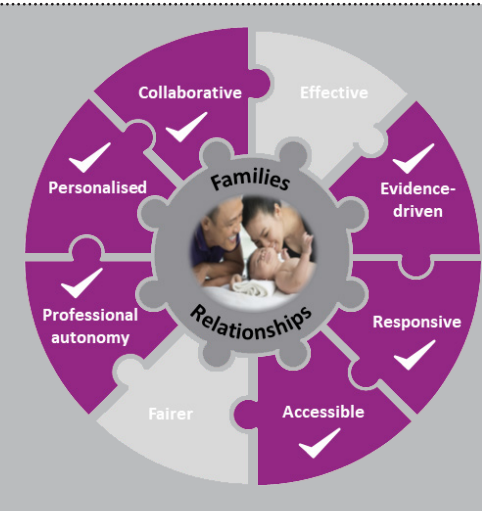 Collaborative
Effective
Personalised
Families
Evidence-
driven
Professional
autonomy
Relationships
Responsive
Fairer
Accessible